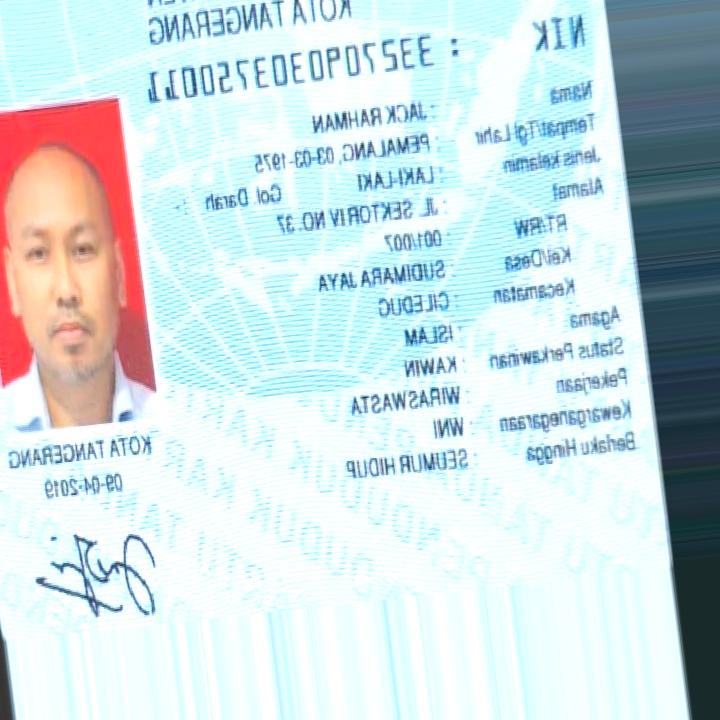 KOTA TANGERANG
TANGERANG
NIK : 3275090303750011
Nama : JACK RAHMAN
Tempat/Tgl Lahir : PEMALANG, 03-03-1975
Jenis kelamin : LAKI-LAKI Gol. Darah : -
Alamat : JL. SEKTOR IV NO. 37
RT/RW : 001/007
Kel/Desa : SUDIMARA JAYA
Kecamatan : CILEDUG
Agama : ISLAM
Status Perkawinan : KAWIN
Pekerjaan : WIRASWASTA
Kewarganegaraan : WNI
Berlaku Hingga : SEUMUR HIDUP
KOTA TANGERANG
09-04-2019